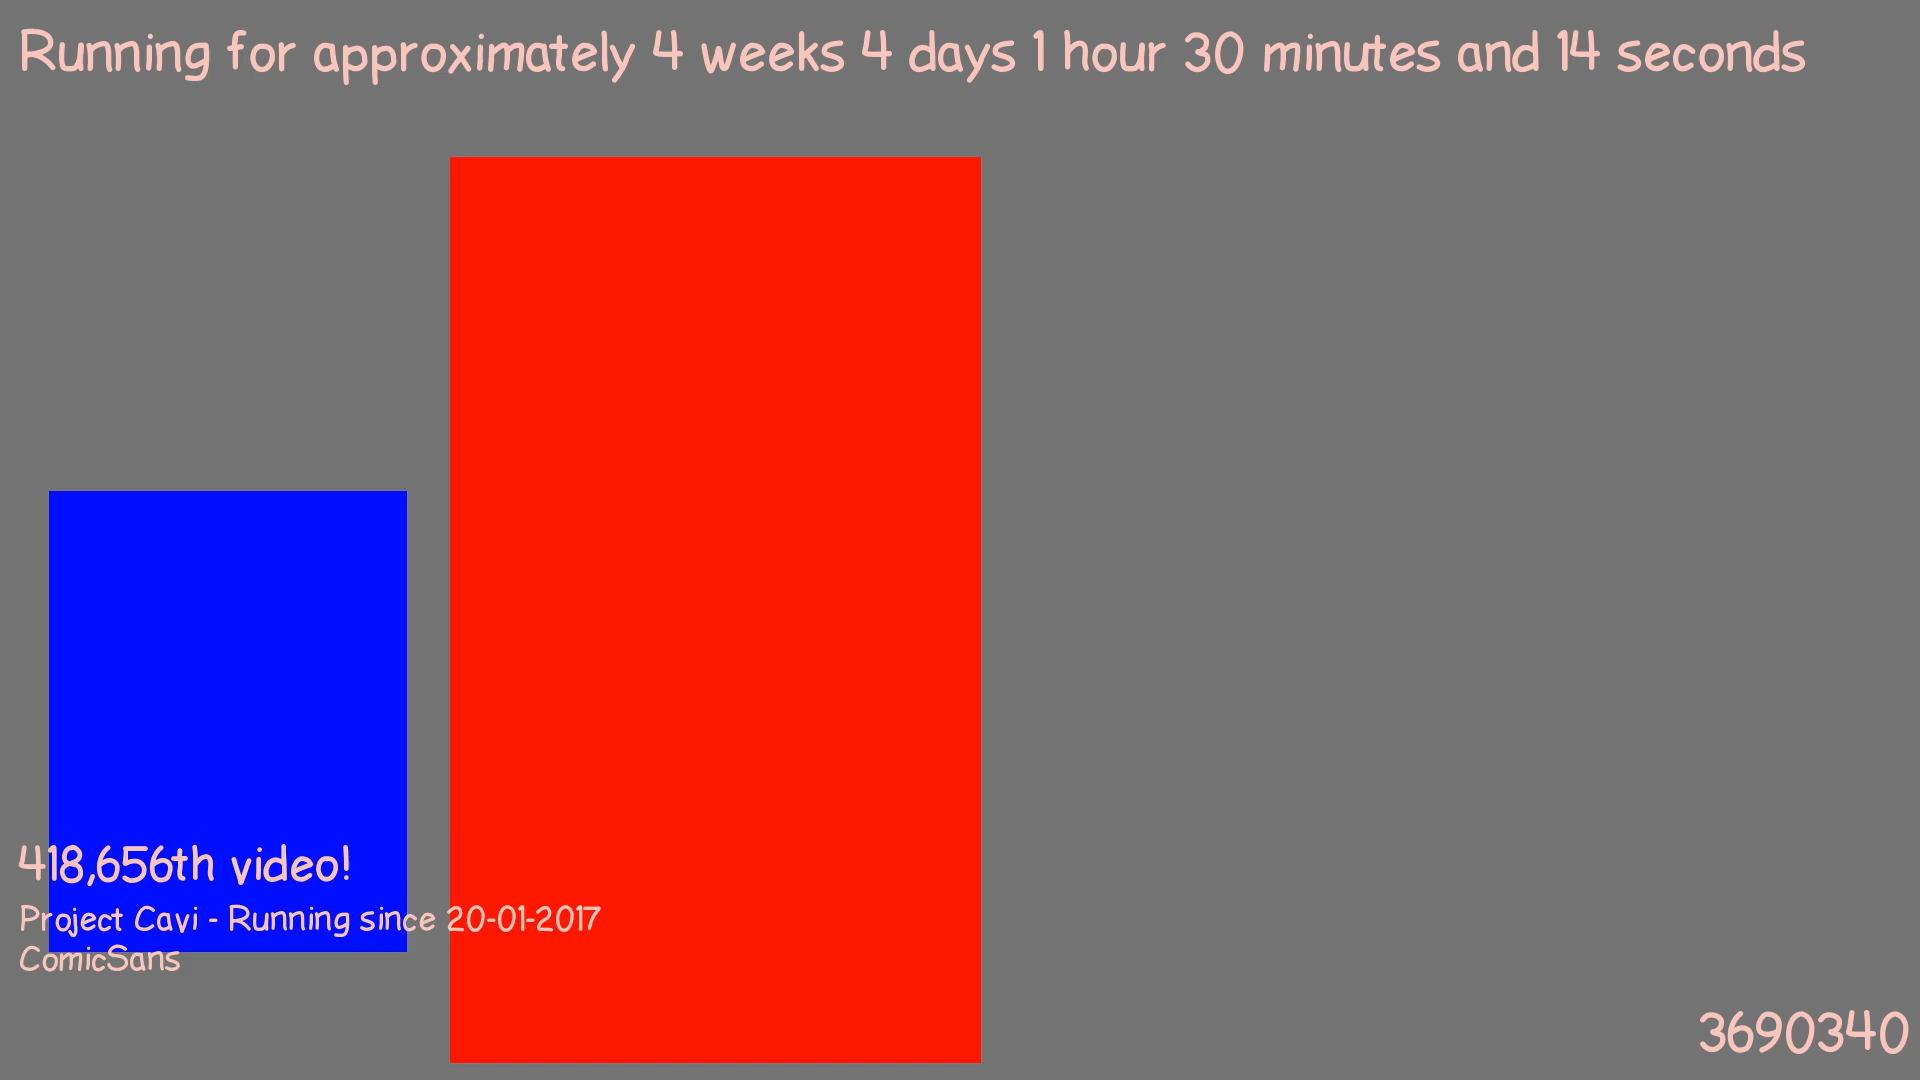 Running for approximately 4 weeks 4 days 1 hour 30 minutes and 14 seconds
418,656th video!
Project Cavi - Running since 20-01-2017
ComicSans
3690340